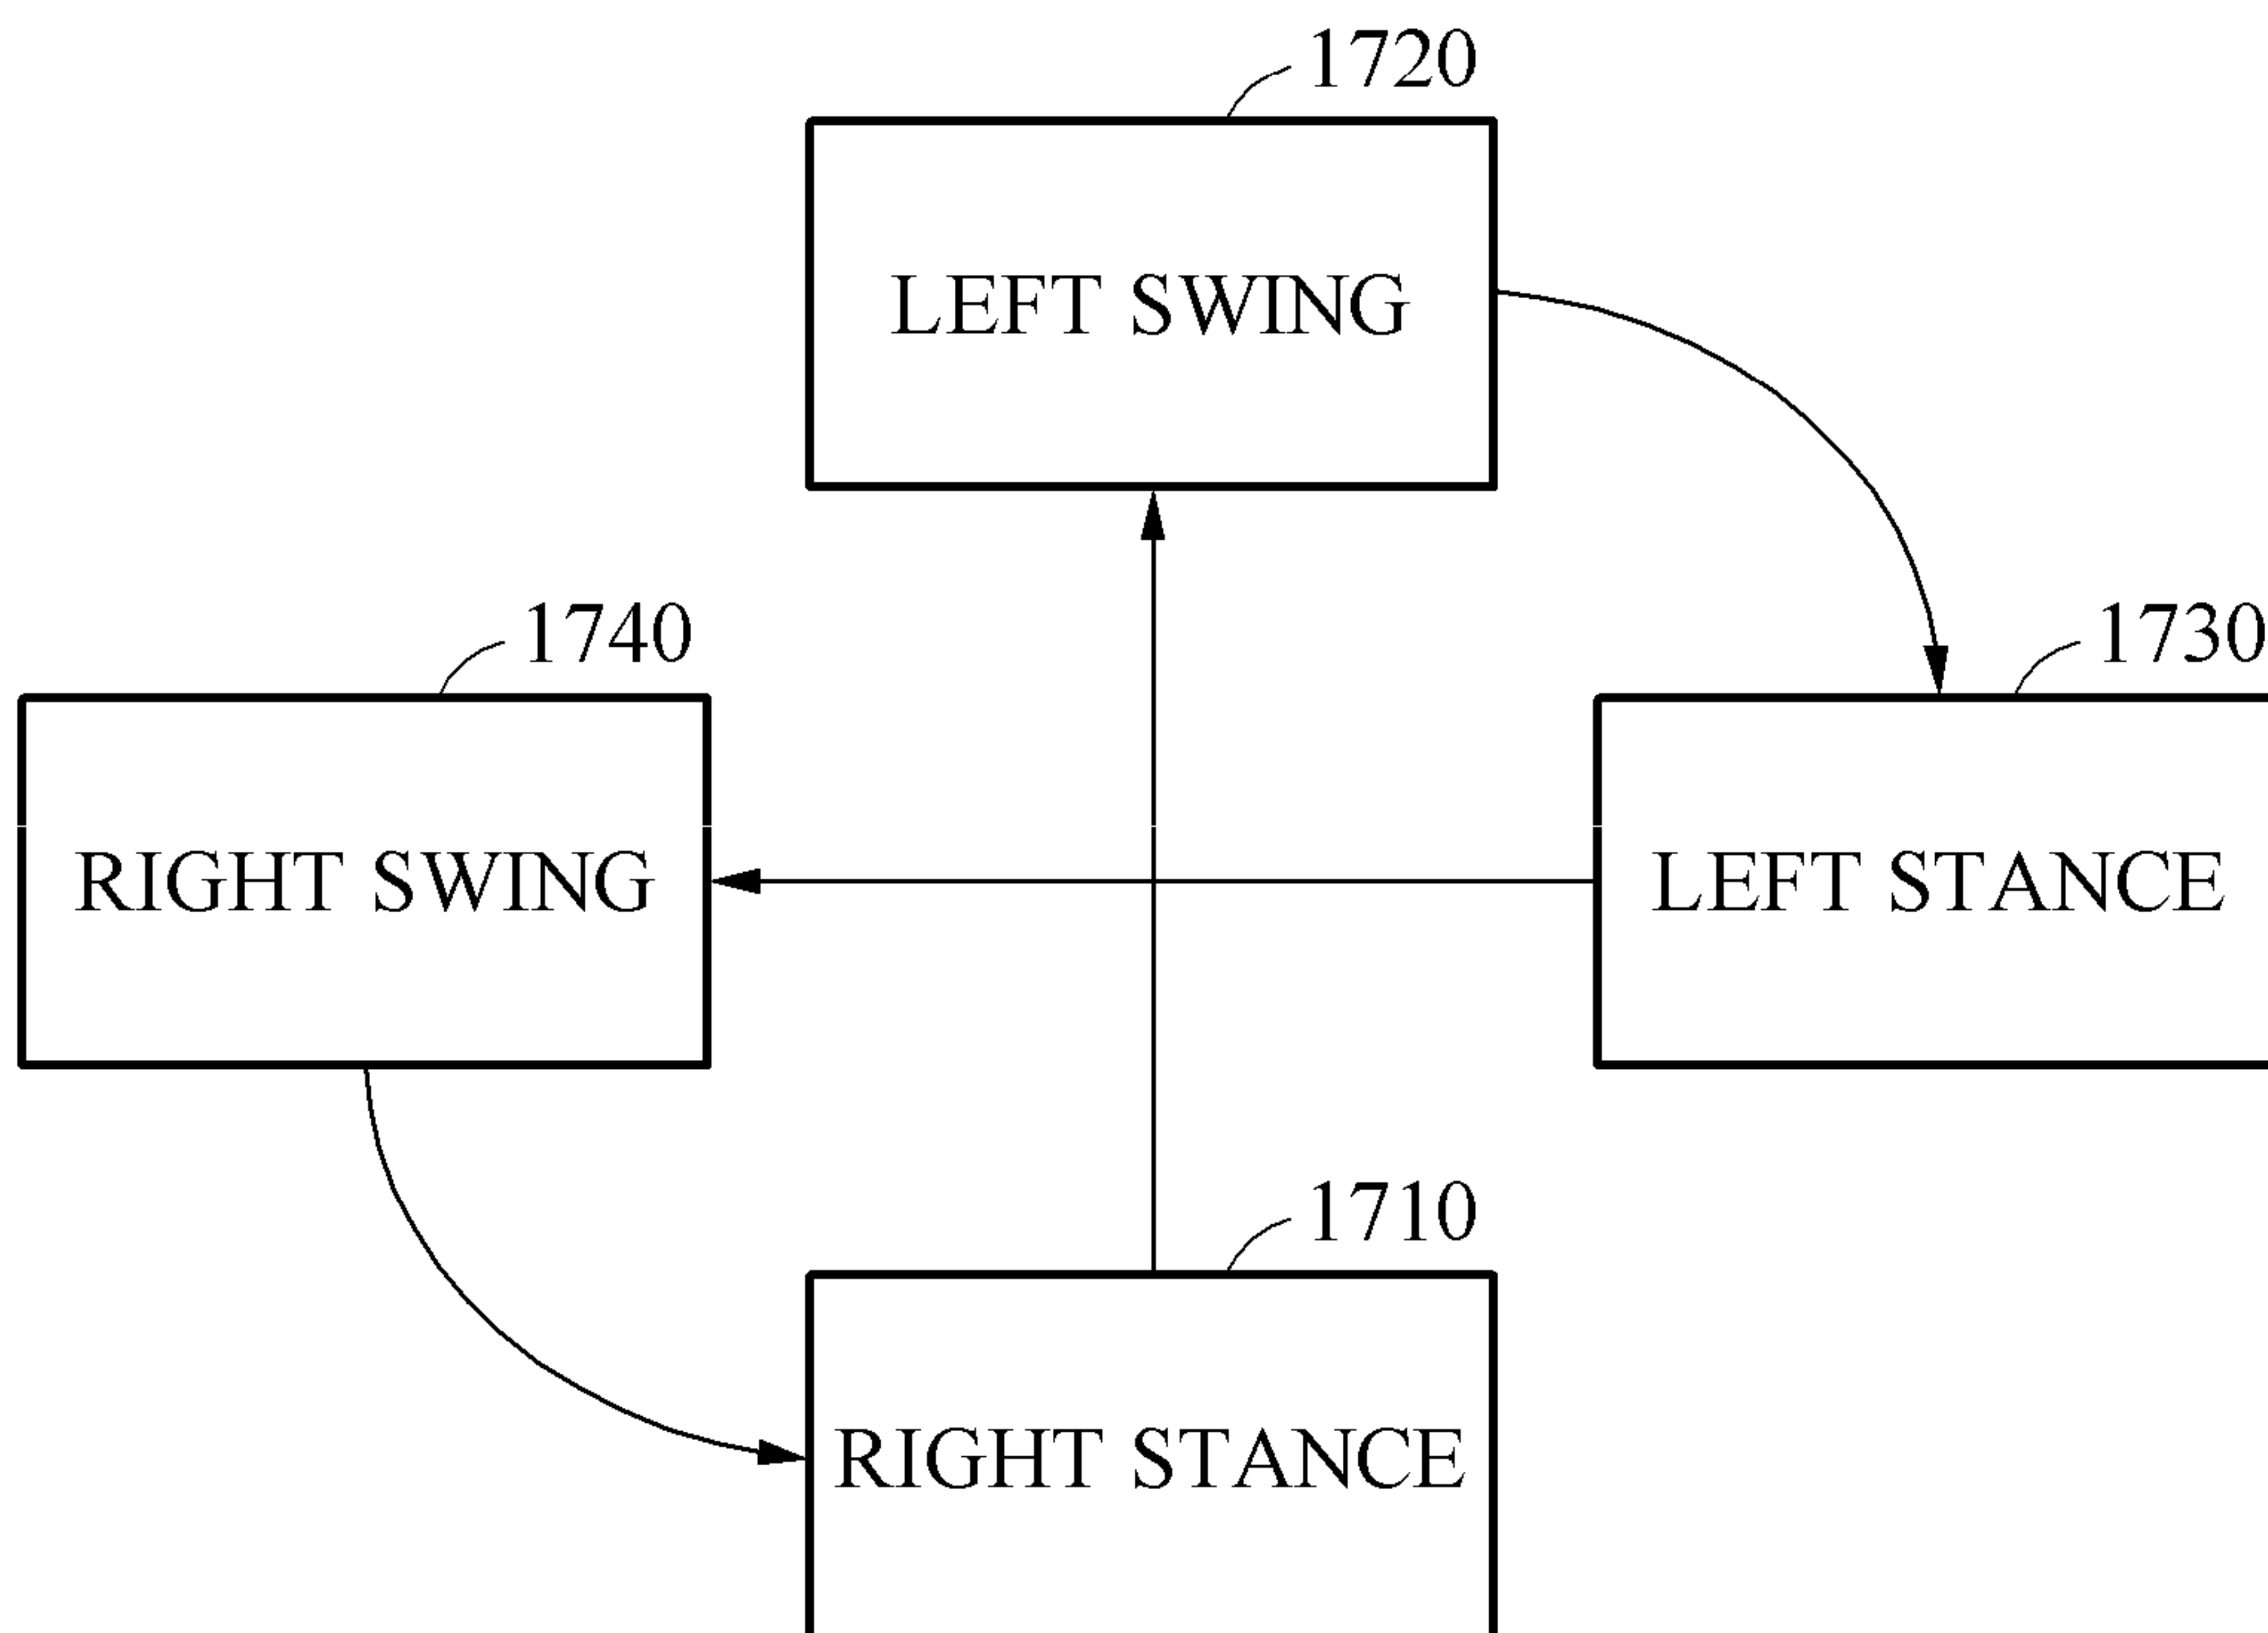 1720
LEFT SWING
1740
1730
RIGHT SWING
LEFT STANCE
1710
RIGHT STANCE